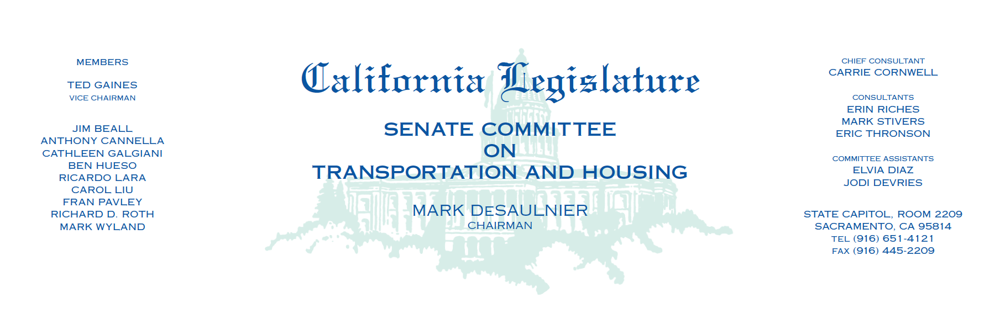 MEMBERS
TED GAINES
VICE CHAIRMAN
JIM BEALL
ANTHONY CANNELLA
CATHLEEN GALGIANI
BEN HUESO
RICARDO LARA
CAROL LIU
FRAN PAVLEY
RICHARD D. ROTH
MARK WYLAND
California Legislature
SENATE COMMITTEE
ON
TRANSPORTATION AND HOUSING
MARK DeSAULNIER
CHAIRMAN
CHIEF CONSULTANT
CARRIE CORNWELL
CONSULTANTS
ERIN RICHES
MARK STIVERS
ERIC THRONSON
COMMITTEE ASSISTANTS
ELVIA DIAZ
JODI DEVRIES
STATE CAPITOL, ROOM 2209
SACRAMENTO, CA 95814
TEL (916) 651-4121
FAX (916) 445-2209